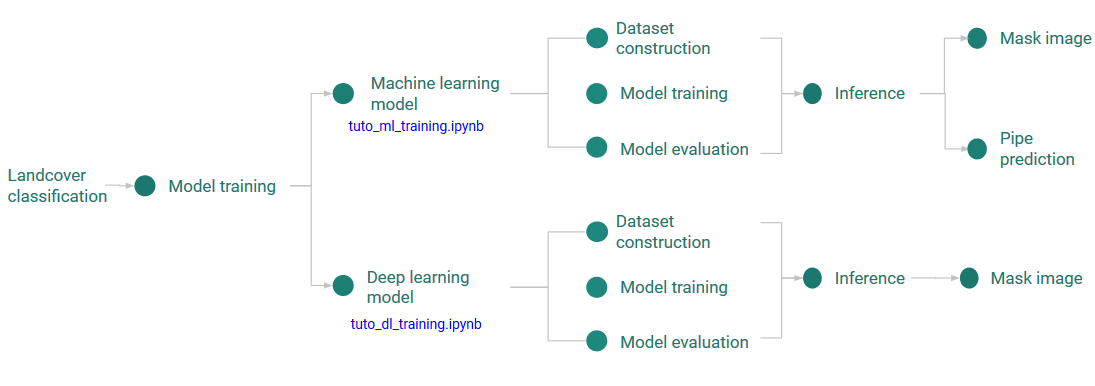 Landcover
classification
Model training
Machine learning
model
tuto_ml_training.ipynb
Dataset
construction
Model training
Model evaluation
Inference
Mask image
Pipe
prediction
Deep learning
model
tuto_dl_training.ipynb
Dataset
construction
Model training
Model evaluation
Inference
Mask image